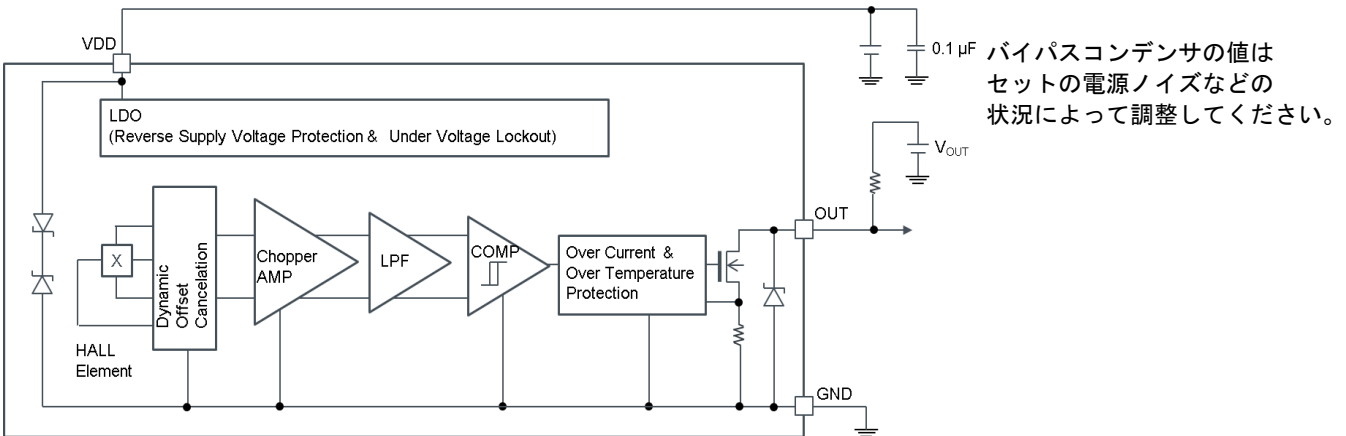 VDD
0.1 µF
バイパスコンデンサの値は
セットの電源ノイズなどの
状況によって調整してください。
LDO
(Reverse Supply Voltage Protection & Under Voltage Lockout)
VOUT
OUT
X
Dynamic
Offset
Cancelation
Chopper
AMP
LPF
COMP
Over Current &
Over Temperature
Protection
HALL
Element
GND